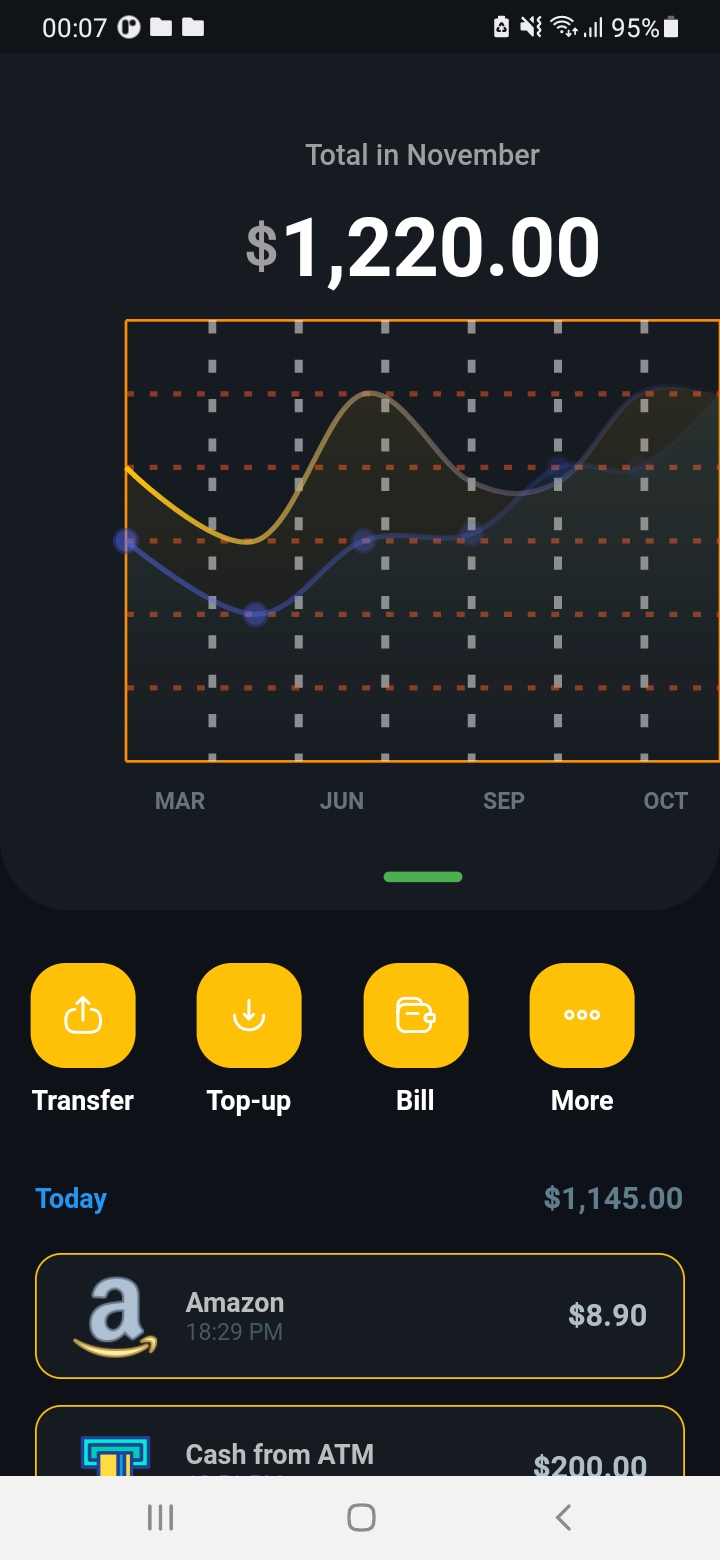 00:07 95%
Total in November
$1,220.00
MAR JUN SEP OCT
Transfer Top-up Bill More
Today $1,145.00
Amazon $8.90
18:29 PM
Cash from ATM $200.00